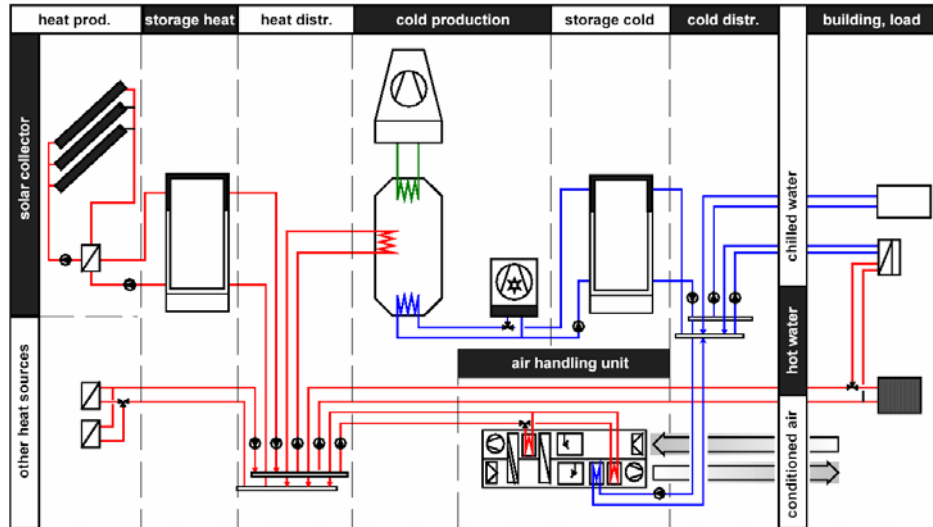 heat prod.
storage heat
heat distr.
cold production
storage cold
cold distr.
building, load
solar collector
other heat sources
air handling unit
chilled water
hot water
conditioned air